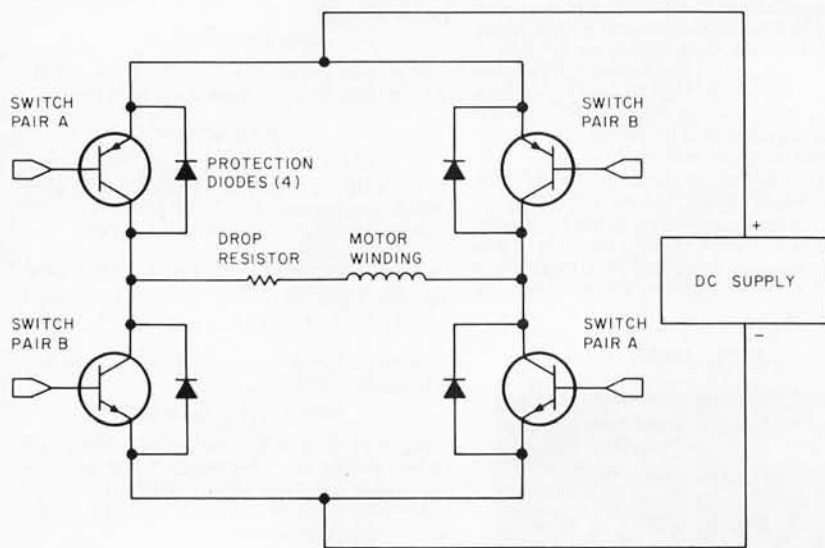 SWITCH
PAIR A
SWITCH
PAIR B
PROTECTION
DIODES (4)
DROP
RESISTOR
MOTOR
WINDING
+
DC SUPPLY
−
SWITCH
PAIR B
SWITCH
PAIR A